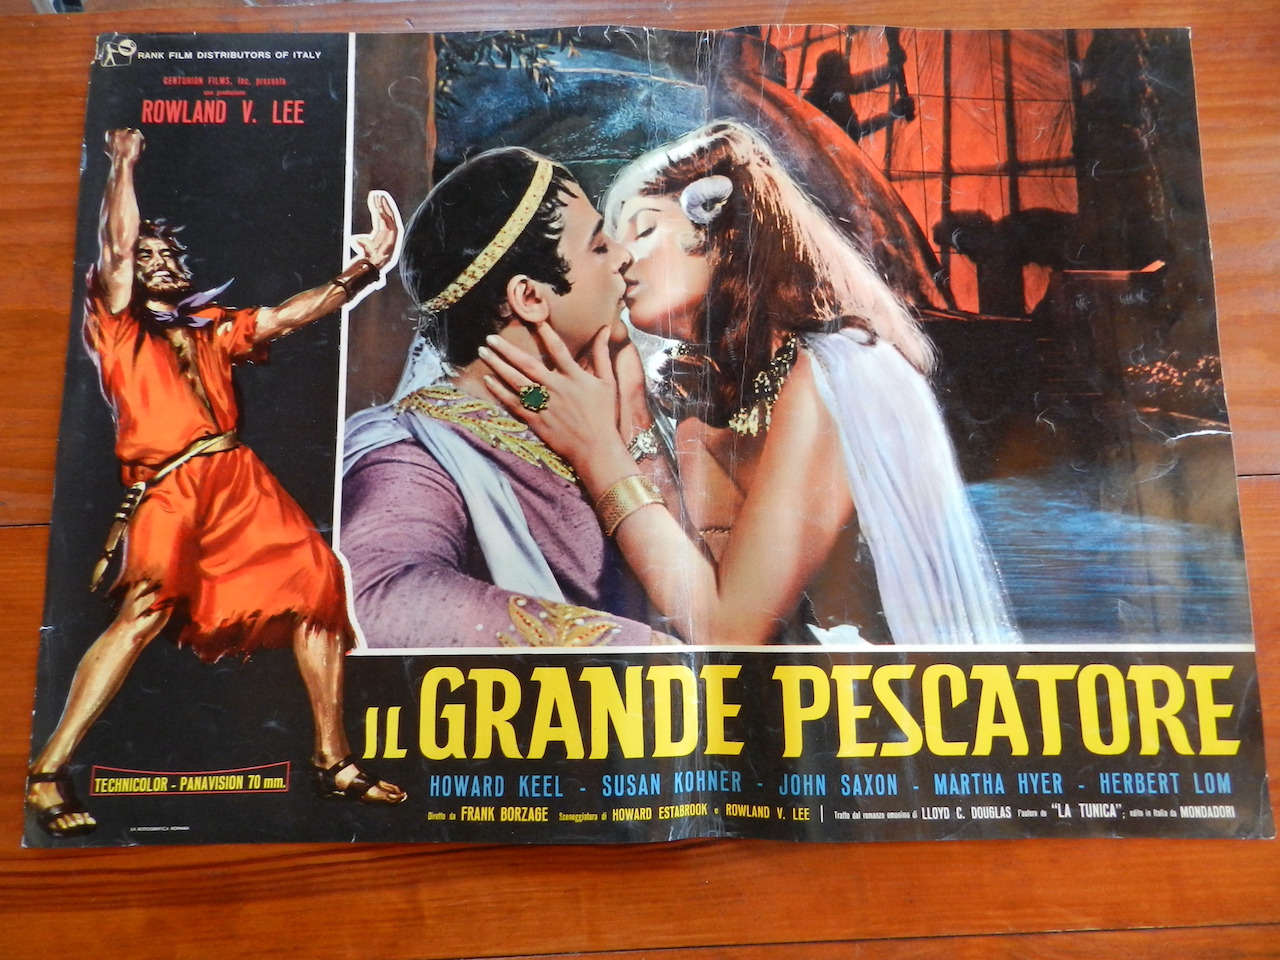 RANK FILM DISTRIBUTORS OF ITALY
CENTURION FILMS, Inc. presenta
una produzione
ROWLAND V. LEE
IL GRANDE PESCATORE
HOWARD KEEL - SUSAN KOHNER - JOHN SAXON - MARTHA HYER - HERBERT LOM
TECHNICOLOR - PANAVISION 70 mm.
Diretto da FRANK BORZAGE Sceneggiatura di HOWARD ESTABROOK e ROWLAND V. LEE | Tratto dal romanzo omonimo di LLOYD C. DOUGLAS l'autore de "LA TUNICA"; edito in Italia da MONDADORI